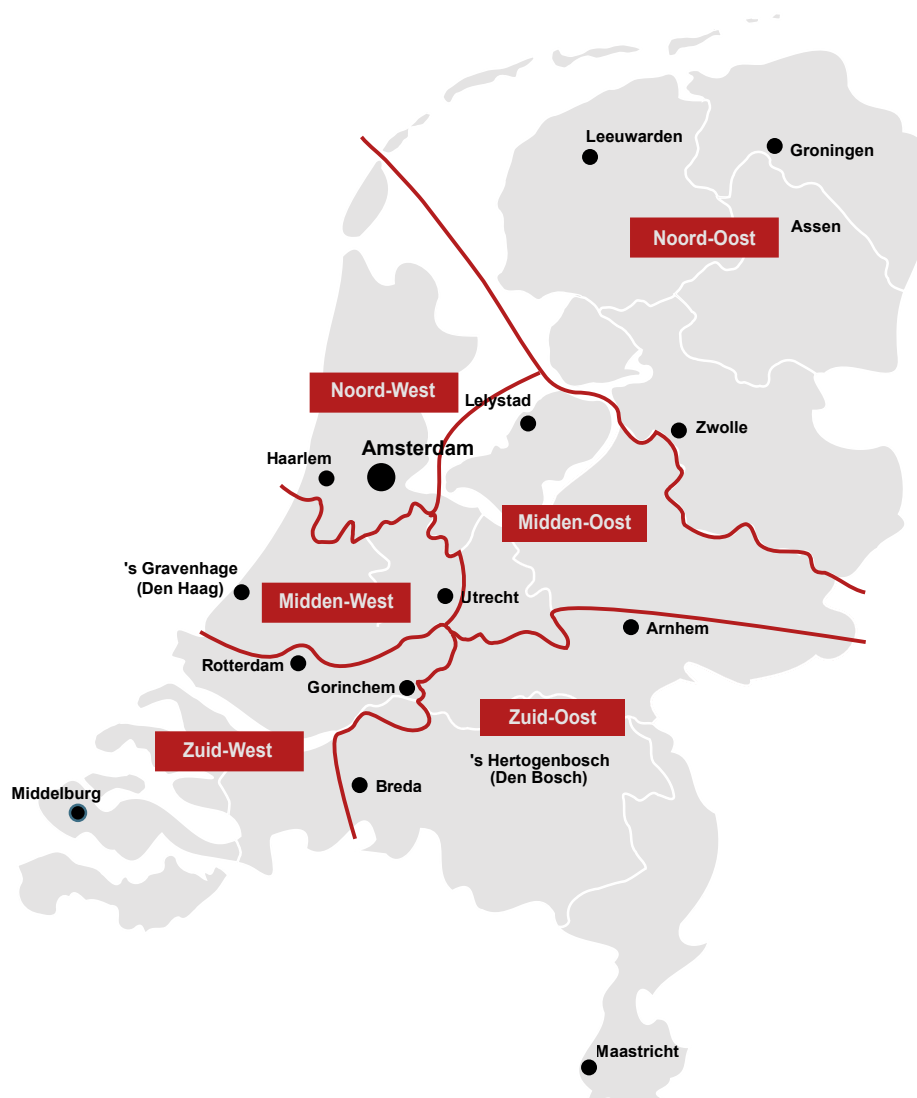 Leeuwarden
Groningen
Assen
Noord-Oost
Noord-West
Lelystad
Zwolle
Amsterdam
Haarlem
Midden-Oost
's Gravenhage
(Den Haag)
Midden-West
Utrecht
Arnhem
Rotterdam
Gorinchem
Zuid-Oost
Zuid-West
's Hertogenbosch
(Den Bosch)
Breda
Middelburg
Maastricht